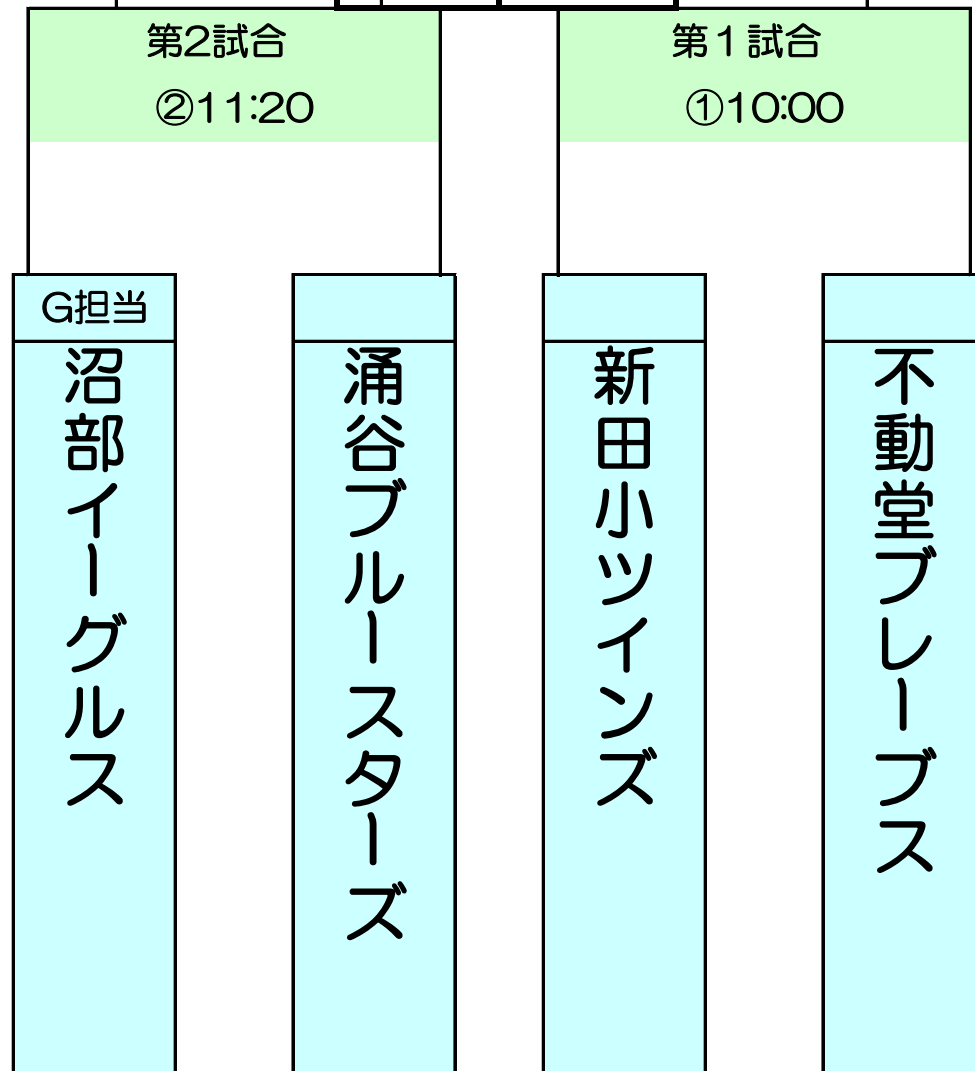 第2試合
②11:20
第１試合
①10:00
G担当
沼部イーグルス
涌谷ブルースターズ
新田小ツインズ
不動堂ブレーブス